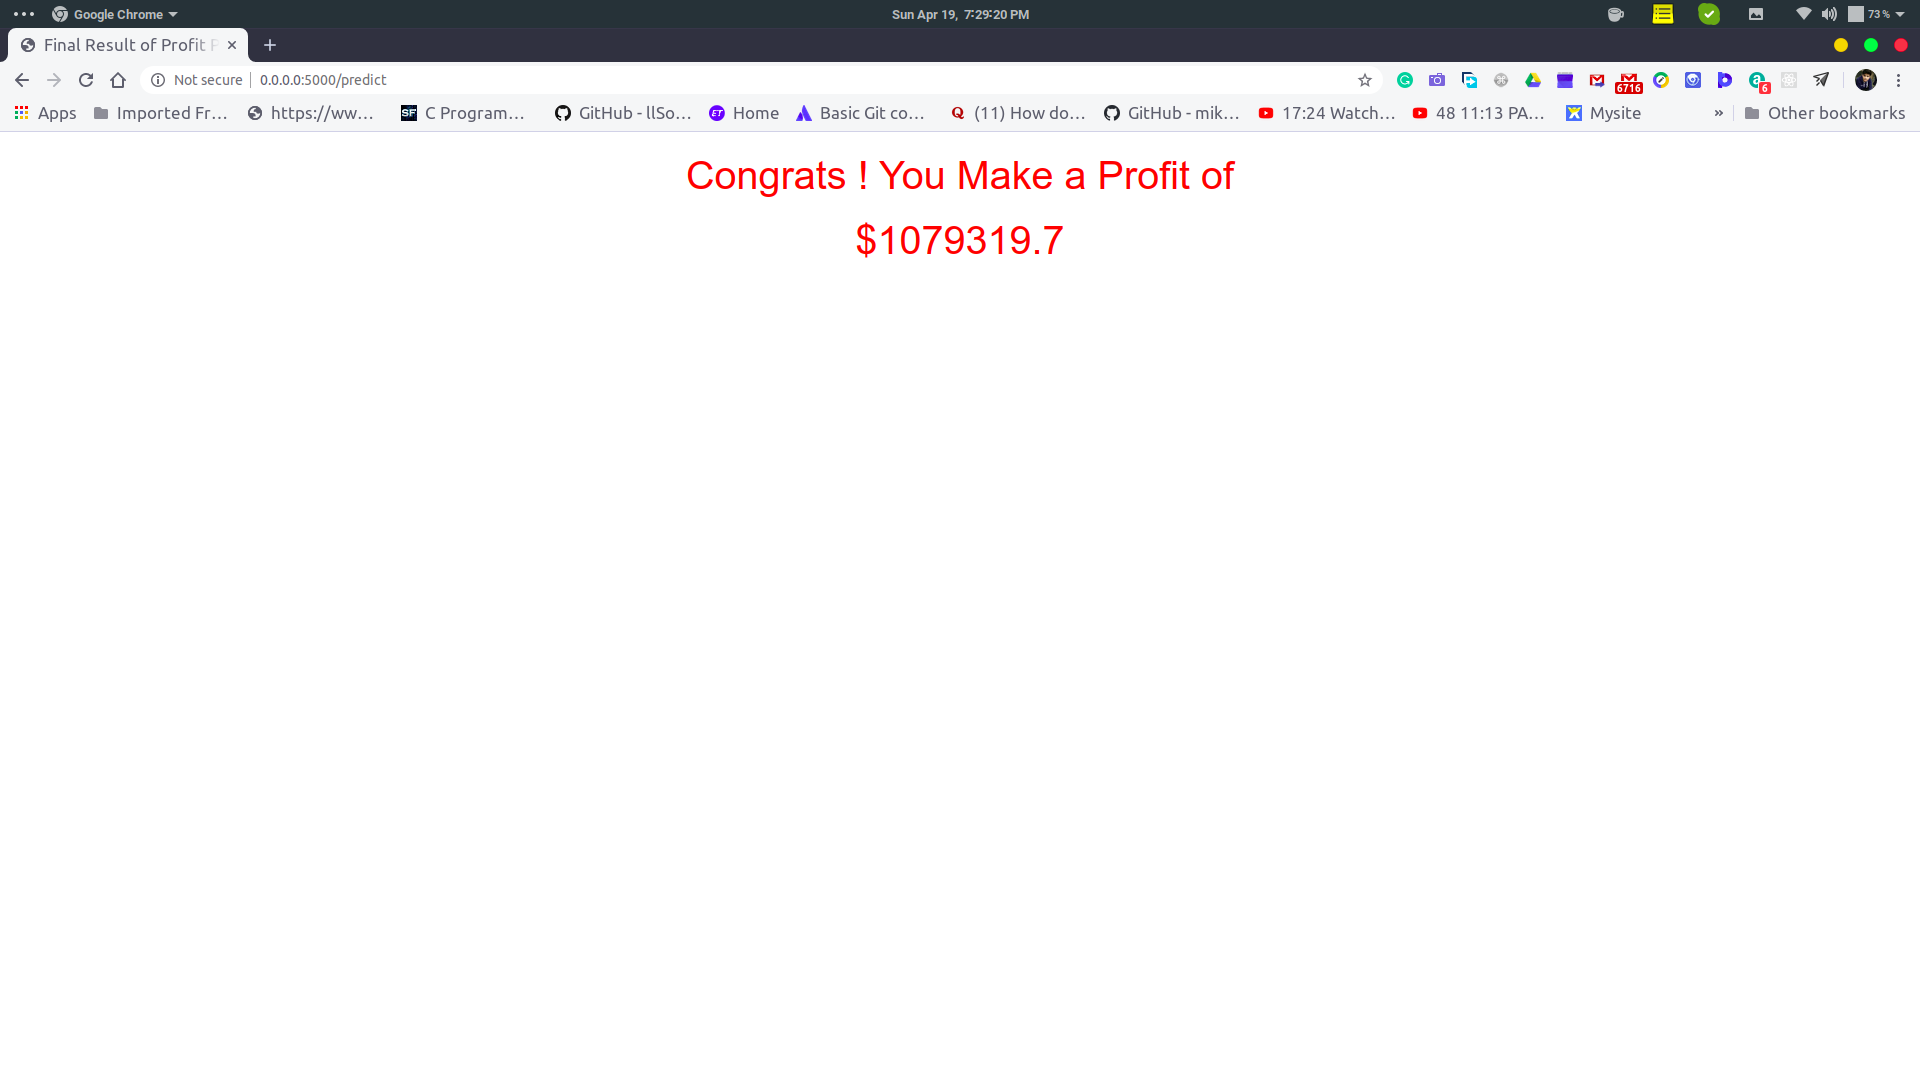 Google Chrome
Sun Apr 19, 7:29:20 PM
73 %
Final Result of Profit P
Not secure 0.0.0.0:5000/predict
6716
6
Apps Imported Fr... https://ww... SF C Program... GitHub - llSo... ET Home Basic Git co... Q (11) How do... GitHub - mik... 17:24 Watch... 48 11:13 PA... Mysite » Other bookmarks
Congrats ! You Make a Profit of
$1079319.7